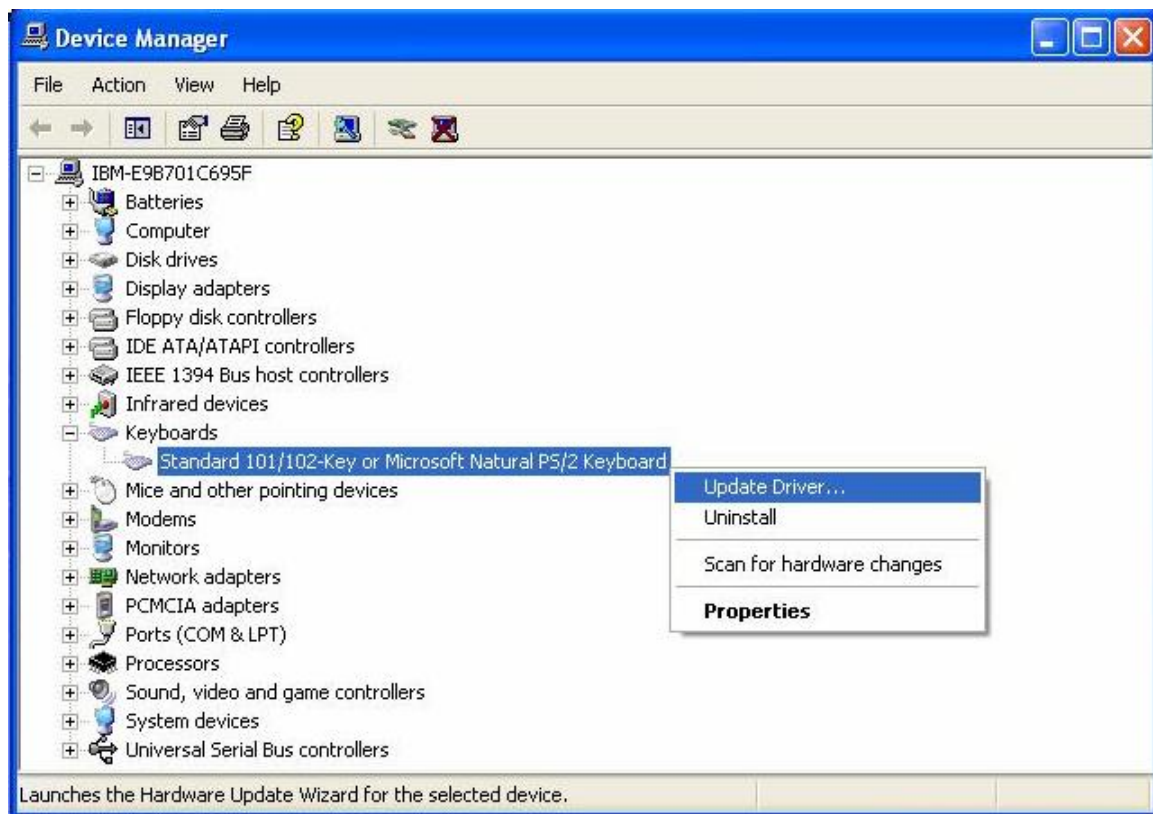 Device Manager
File Action View Help
IBM-E9B701C695F
Batteries
Computer
Disk drives
Display adapters
Floppy disk controllers
IDE ATA/ATAPI controllers
IEEE 1394 Bus host controllers
Infrared devices
Keyboards
Standard 101/102-Key or Microsoft Natural PS/2 Keyboard
Update Driver...
Uninstall
Scan for hardware changes
Properties
Mice and other pointing devices
Modems
Monitors
Network adapters
PCMCIA adapters
Ports (COM & LPT)
Processors
Sound, video and game controllers
System devices
Universal Serial Bus controllers
Launches the Hardware Update Wizard for the selected device.